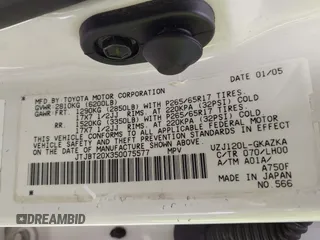 DATE 01/05
MFD. BY TOYOTA MOTOR CORPORATION
GVWR 2810KG (6200LB)
GAWR FR. 1290KG (2850LB) WITH P265/65R17 TIRES.
17X7 1/2JJ RIMS. AT 220KPA (32PSI) COLD
RR. 1520KG (3350LB) WITH P265/65R17 TIRES.
17X7 1/2JJ RIMS. AT 220KPA (32PSI) COLD
THIS VEHICLE CONFORMS TO ALL APPLICABLE FEDERAL MOTOR
VEHICLE SAFETY AND THEFT PREVENTION STANDARDS IN
EFFECT ON THE DATE OF MANUFACTURE SHOWN ABOVE.
JTJBT20X350075577 MPV
UZJ120L-GKAZKA
C/TR 070/LH00
A/TM A01A/
A750F
MADE IN JAPAN
NO. 566
DREAMBID